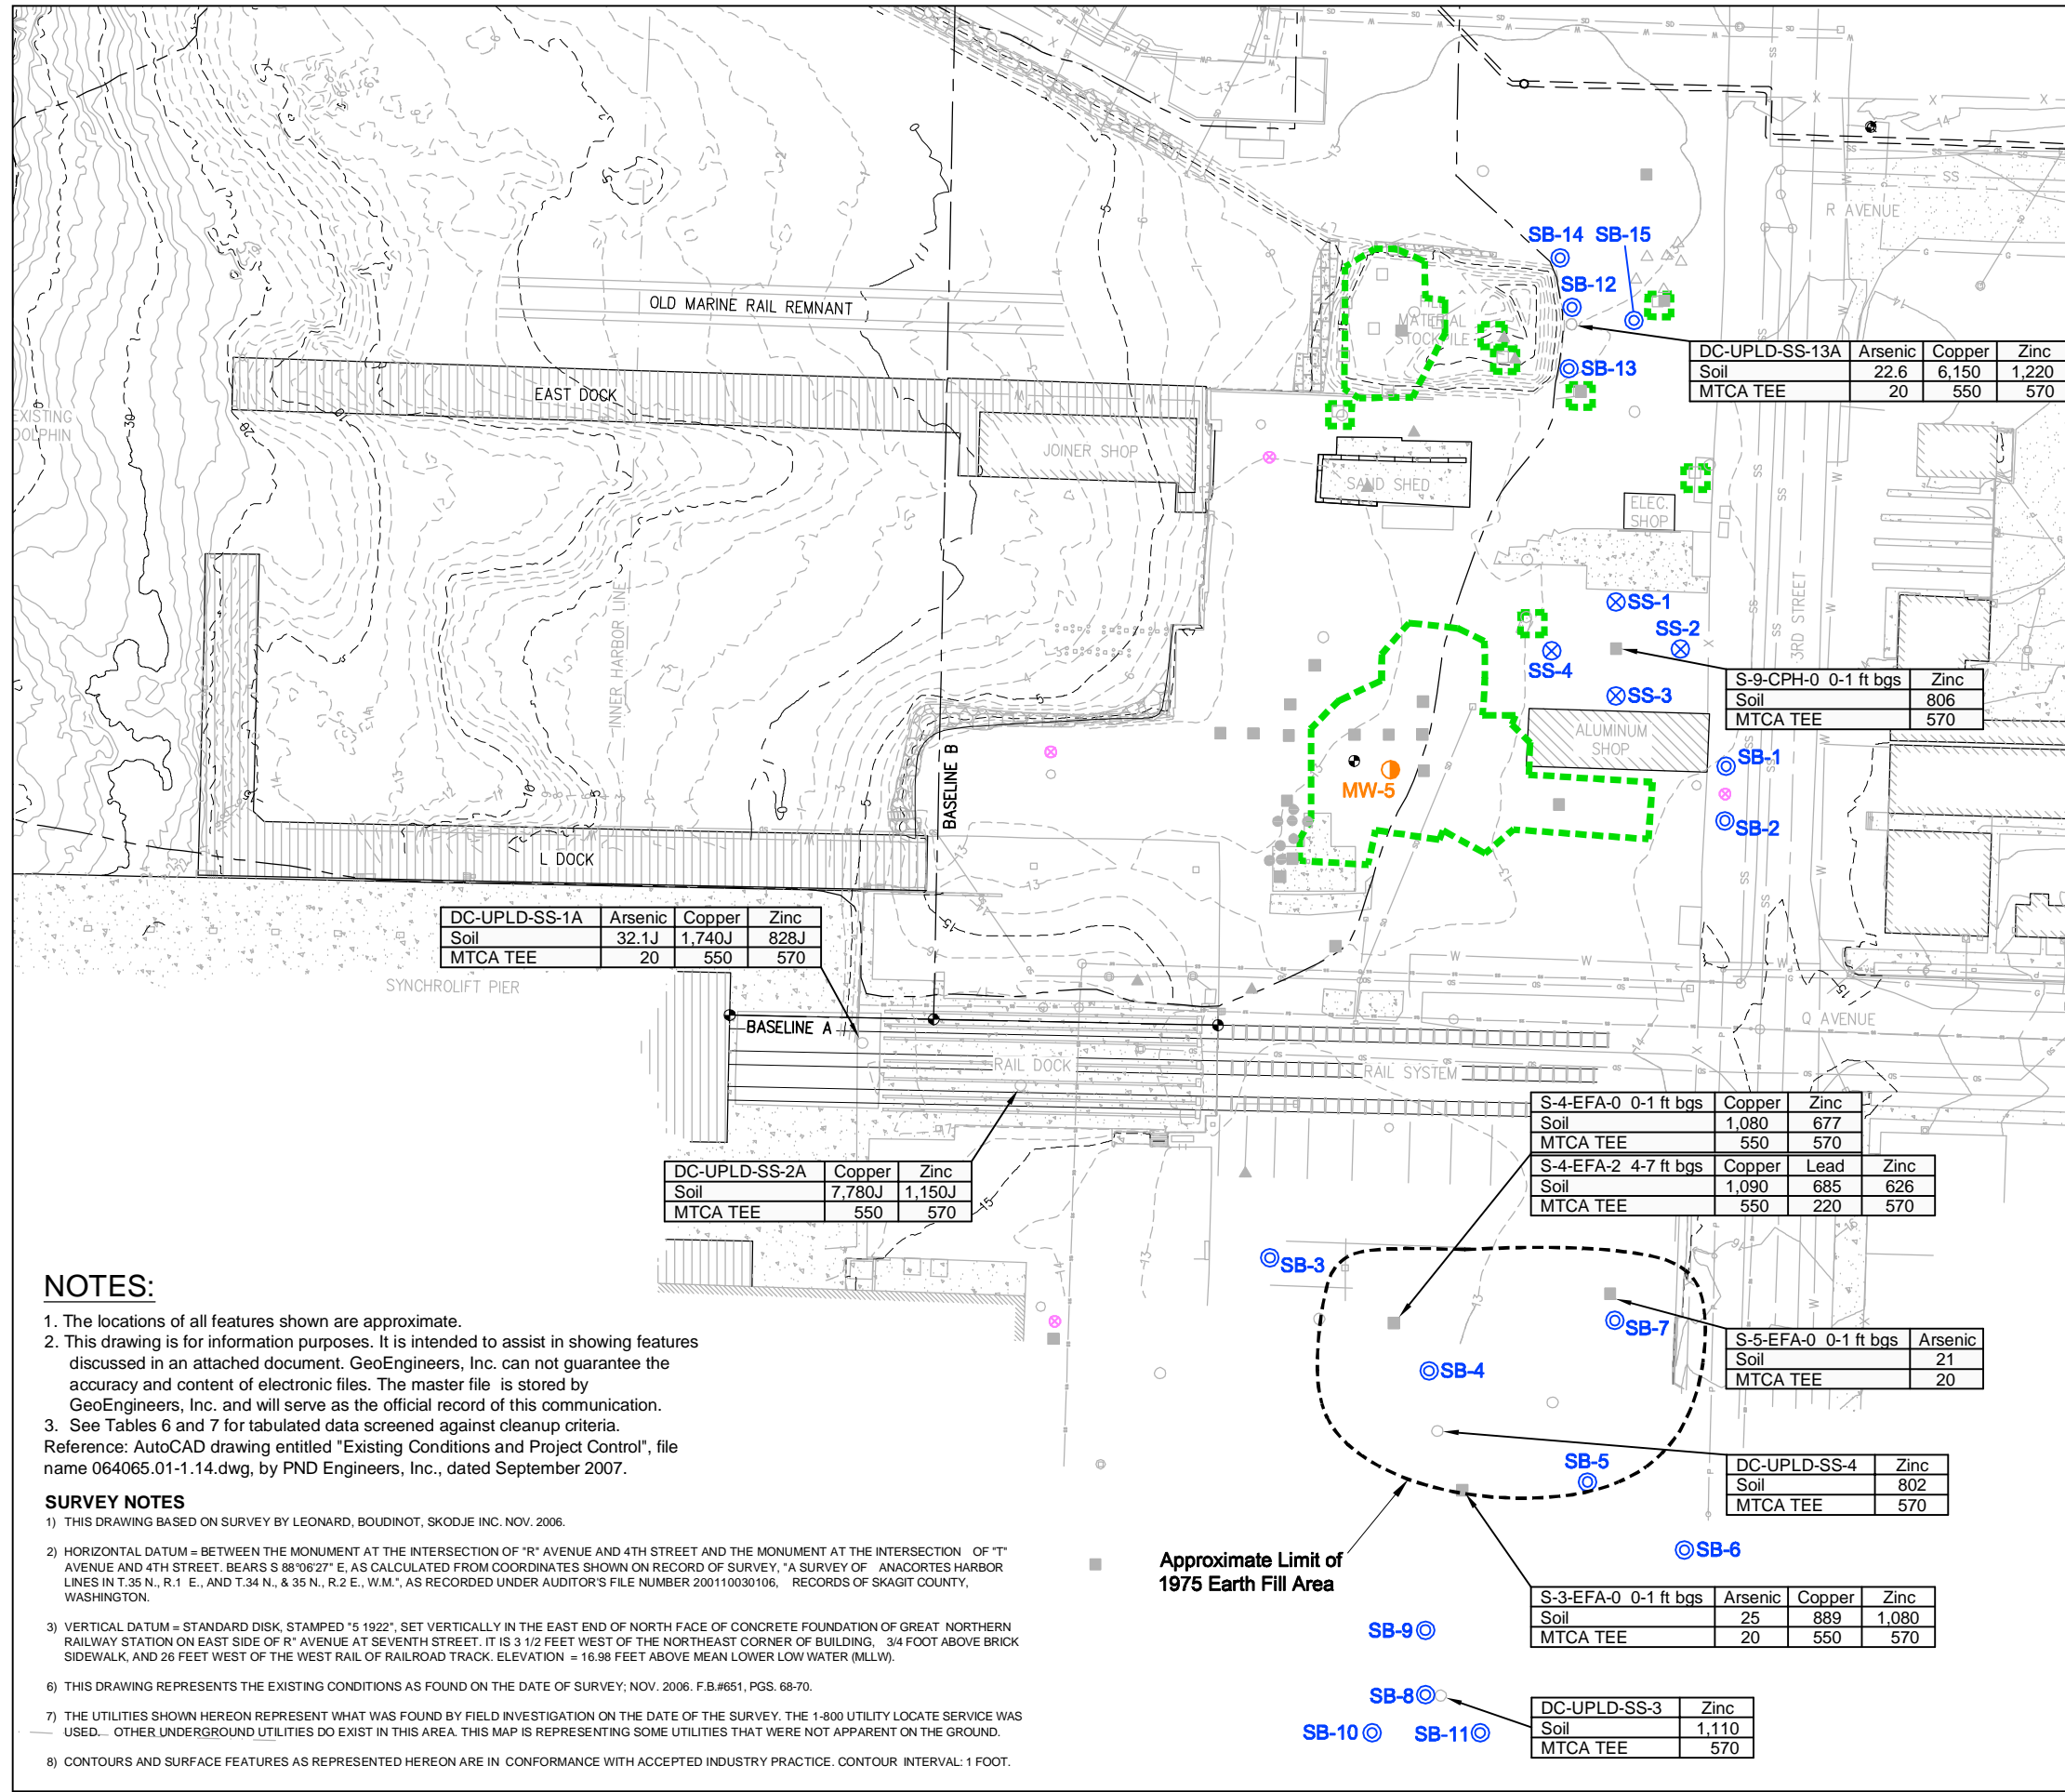 R AVENUE
SB-14 SB-15
SB-12
OLD MARINE RAIL REMNANT
MATERIAL
STOCKPILE
SB-13
DC-UPLD-SS-13A Arsenic Copper Zinc
Soil 22.6 6,150 1,220
MTCA TEE 20 550 570
EAST DOCK
EXISTING
DOLPHIN
JOINER SHOP
SAND SHED
ELEC.
SHOP
INNER HARBOR LINE
3RD STREET
SS-1
SS-2
SS-4
SS-3
S-9-CPH-0 0-1 ft bgs Zinc
Soil 806
MTCA TEE 570
ALUMINUM
SHOP
BASELINE B
MW-5
SB-1
SB-2
L DOCK
DC-UPLD-SS-1A Arsenic Copper Zinc
Soil 32.1J 1,740J 828J
MTCA TEE 20 550 570
SYNCHROLIFT PIER
BASELINE A
Q AVENUE
RAIL DOCK
RAIL SYSTEM
S-4-EFA-0 0-1 ft bgs Copper Zinc
Soil 1,080 677
MTCA TEE 550 570
S-4-EFA-2 4-7 ft bgs Copper Lead Zinc
Soil 1,090 685 626
MTCA TEE 550 220 570
DC-UPLD-SS-2A Copper Zinc
Soil 7,780J 1,150J
MTCA TEE 550 570
SB-3
SB-7
SB-4
S-5-EFA-0 0-1 ft bgs Arsenic
Soil 21
MTCA TEE 20
SB-5
DC-UPLD-SS-4 Zinc
Soil 802
MTCA TEE 570
SB-6
Approximate Limit of
1975 Earth Fill Area
S-3-EFA-0 0-1 ft bgs Arsenic Copper Zinc
Soil 25 889 1,080
MTCA TEE 20 550 570
SB-9
SB-8
SB-10 SB-11
DC-UPLD-SS-3 Zinc
Soil 1,110
MTCA TEE 570
NOTES:
1. The locations of all features shown are approximate.
2. This drawing is for information purposes. It is intended to assist in showing features
discussed in an attached document. GeoEngineers, Inc. can not guarantee the
accuracy and content of electronic files. The master file is stored by
GeoEngineers, Inc. and will serve as the official record of this communication.
3. See Tables 6 and 7 for tabulated data screened against cleanup criteria.
Reference: AutoCAD drawing entitled "Existing Conditions and Project Control", file
name 064065.01-1.14.dwg, by PND Engineers, Inc., dated September 2007.
SURVEY NOTES
1) THIS DRAWING BASED ON SURVEY BY LEONARD, BOUDINOT, SKODJE INC. NOV. 2006.
2) HORIZONTAL DATUM = BETWEEN THE MONUMENT AT THE INTERSECTION OF "R" AVENUE AND 4TH STREET AND THE MONUMENT AT THE INTERSECTION OF "T"
AVENUE AND 4TH STREET. BEARS S 88°06'27" E, AS CALCULATED FROM COORDINATES SHOWN ON RECORD OF SURVEY, "A SURVEY OF ANACORTES HARBOR
LINES IN T.35 N., R.1 E., AND T.34 N., & 35 N., R.2 E., W.M.", AS RECORDED UNDER AUDITOR'S FILE NUMBER 200110030106, RECORDS OF SKAGIT COUNTY,
WASHINGTON.
3) VERTICAL DATUM = STANDARD DISK, STAMPED "5 1922", SET VERTICALLY IN THE EAST END OF NORTH FACE OF CONCRETE FOUNDATION OF GREAT NORTHERN
RAILWAY STATION ON EAST SIDE OF R" AVENUE AT SEVENTH STREET. IT IS 3 1/2 FEET WEST OF THE NORTHEAST CORNER OF BUILDING, 3/4 FOOT ABOVE BRICK
SIDEWALK, AND 26 FEET WEST OF THE WEST RAIL OF RAILROAD TRACK. ELEVATION = 16.98 FEET ABOVE MEAN LOWER LOW WATER (MLLW).
6) THIS DRAWING REPRESENTS THE EXISTING CONDITIONS AS FOUND ON THE DATE OF SURVEY; NOV. 2006. F.B.#651, PGS. 68-70.
7) THE UTILITIES SHOWN HEREON REPRESENT WHAT WAS FOUND BY FIELD INVESTIGATION ON THE DATE OF THE SURVEY. THE 1-800 UTILITY LOCATE SERVICE WAS
USED. OTHER UNDERGROUND UTILITIES DO EXIST IN THIS AREA. THIS MAP IS REPRESENTING SOME UTILITIES THAT WERE NOT APPARENT ON THE GROUND.
8) CONTOURS AND SURFACE FEATURES AS REPRESENTED HEREON ARE IN CONFORMANCE WITH ACCEPTED INDUSTRY PRACTICE. CONTOUR INTERVAL: 1 FOOT.